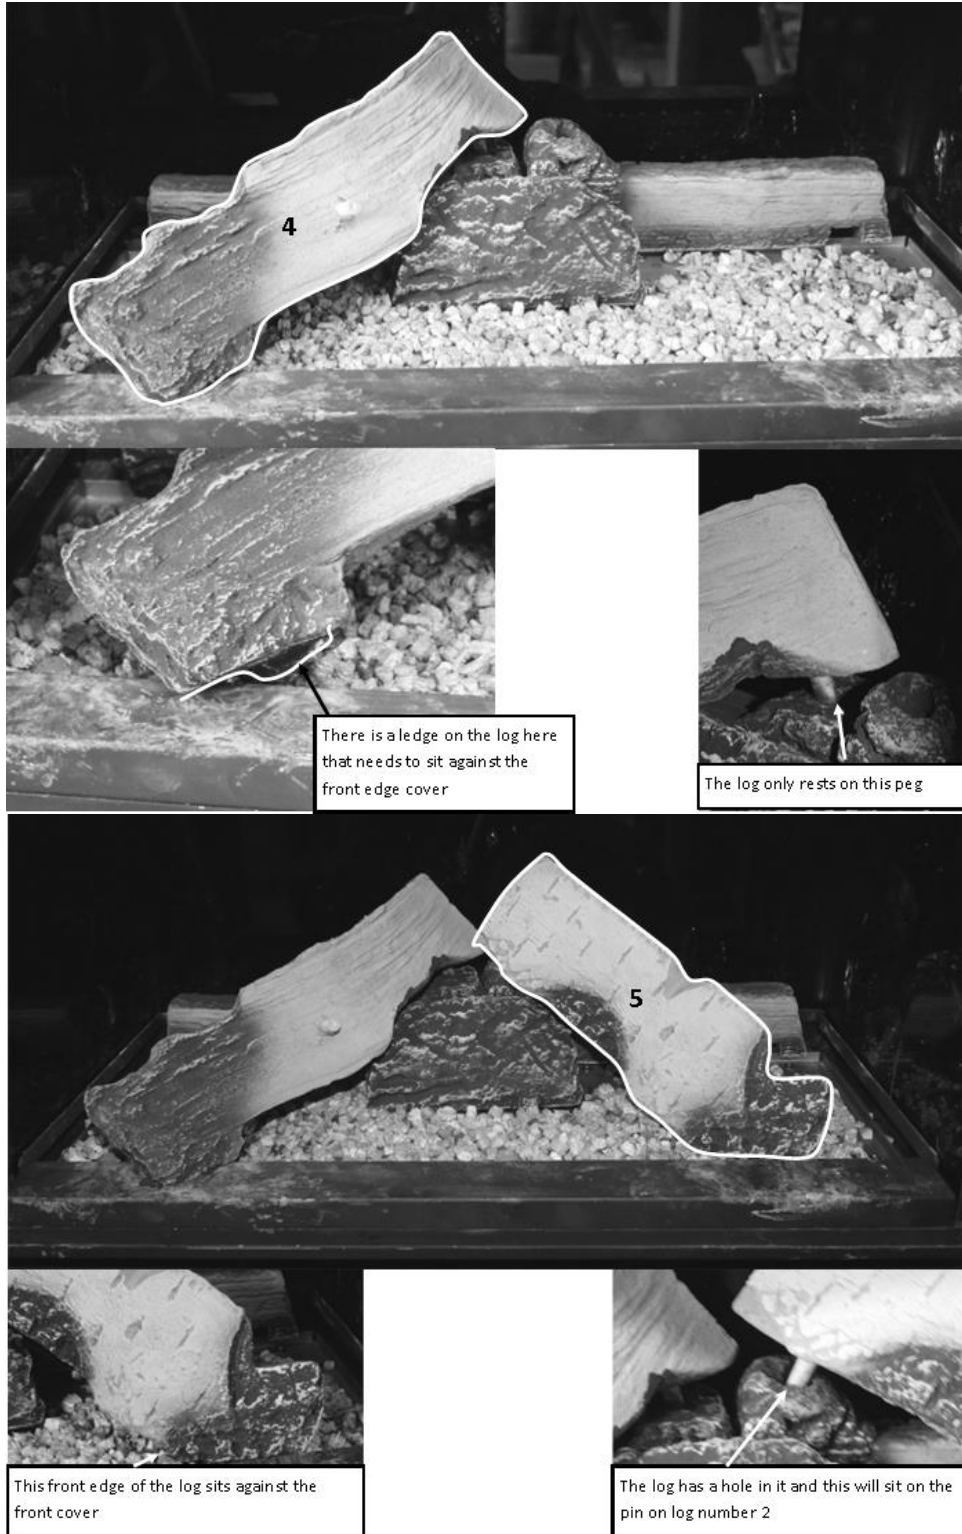 4
There is a ledge on the log here
that needs to sit against the
front edge cover
The log only rests on this peg
5
This front edge of the log sits against the
front cover
The log has a hole in it and this will sit on the
pin on log number 2